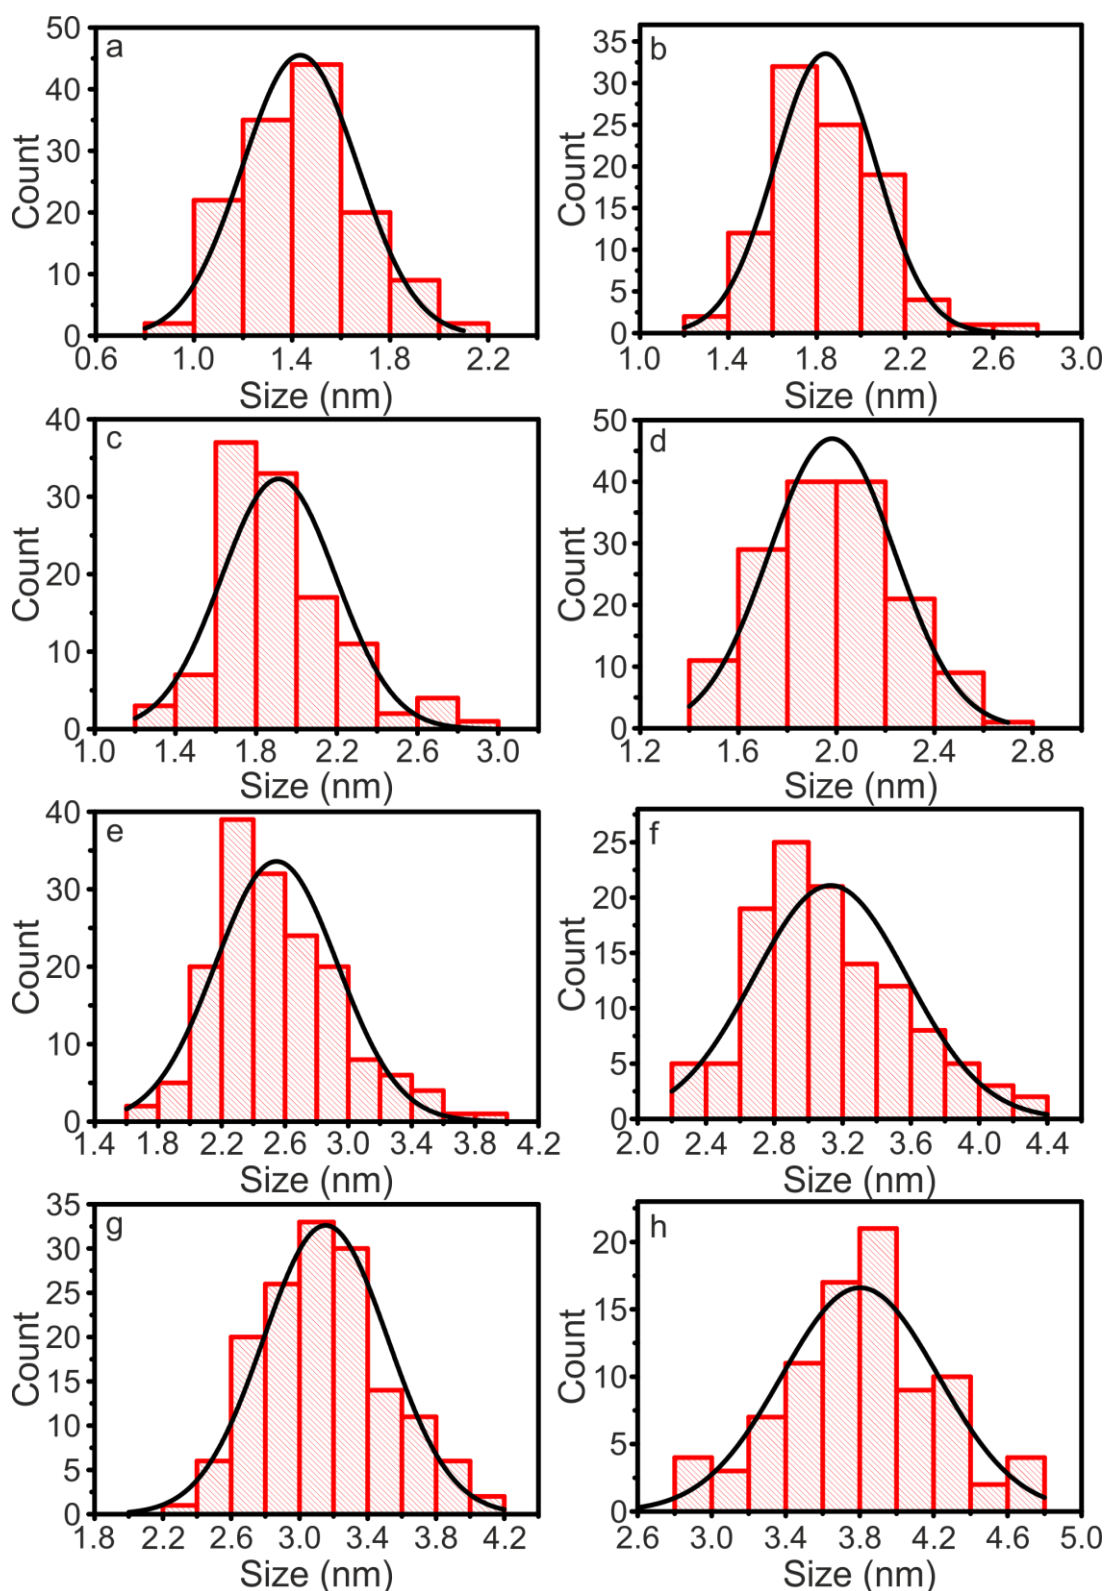 a
50
40
30
20
10
0
Count
0.6 1.0 1.4 1.8 2.2
Size (nm)
b
35
30
25
20
15
10
5
0
Count
1.0 1.4 1.8 2.2 2.6 3.0
Size (nm)
c
40
30
20
10
0
Count
1.0 1.4 1.8 2.2 2.6 3.0
Size (nm)
d
50
40
30
20
10
0
Count
1.2 1.6 2.0 2.4 2.8
Size (nm)
e
40
30
20
10
0
Count
1.4 1.8 2.2 2.6 3.0 3.4 3.8 4.2
Size (nm)
f
25
20
15
10
5
0
Count
2.0 2.4 2.8 3.2 3.6 4.0 4.4
Size (nm)
g
35
30
25
20
15
10
5
0
Count
1.8 2.2 2.6 3.0 3.4 3.8 4.2
Size (nm)
h
20
15
10
5
0
Count
2.6 3.0 3.4 3.8 4.2 4.6 5.0
Size (nm)